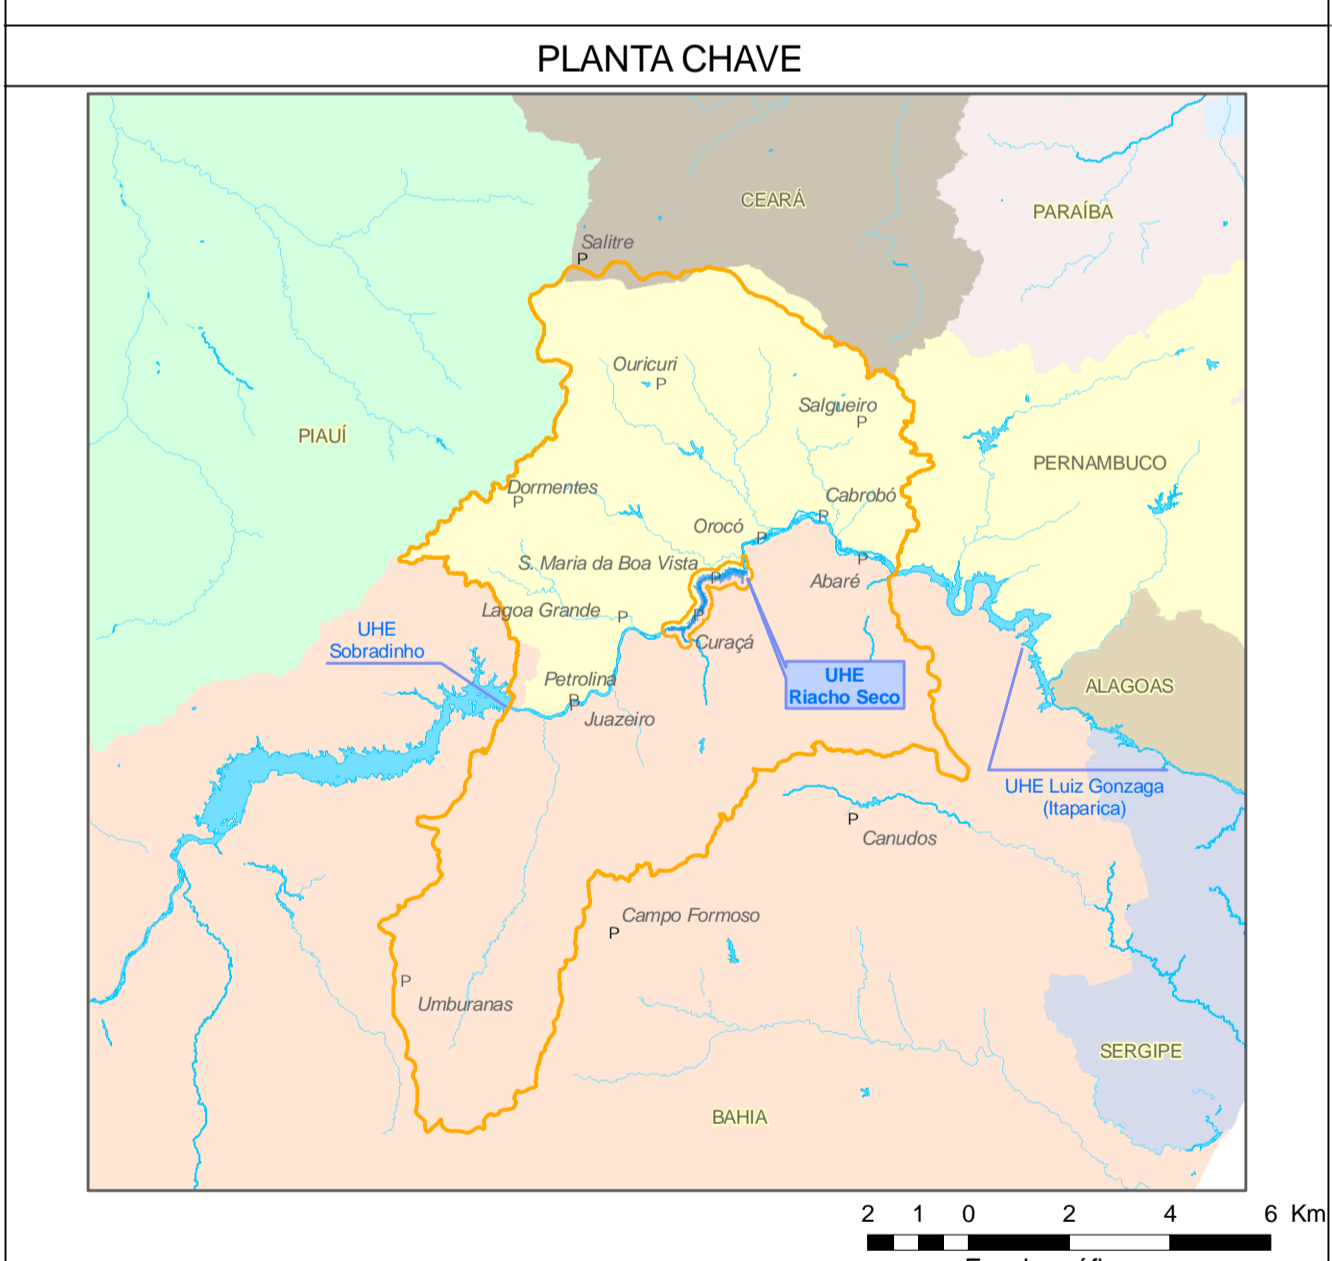 PLANTA CHAVE
CEARÁ
PARAÍBA
Salitre
P
Ouricuri
P
Salgueiro
P
PIAUÍ
PERNAMBUCO
Dormentes
P
Cabrobó
P
Orocó
P
S. Maria da Boa Vista
P
Abaré
P
Lagoa Grande
P
P
Curaçá
UHE
Sobradinho
UHE
Riacho Seco
Petrolina
P
P
Juazeiro
ALAGOAS
UHE Luiz Gonzaga
(Itaparica)
P
Canudos
Campo Formoso
P
P
Umburanas
SERGIPE
BAHIA
2 1 0 2 4 6 Km